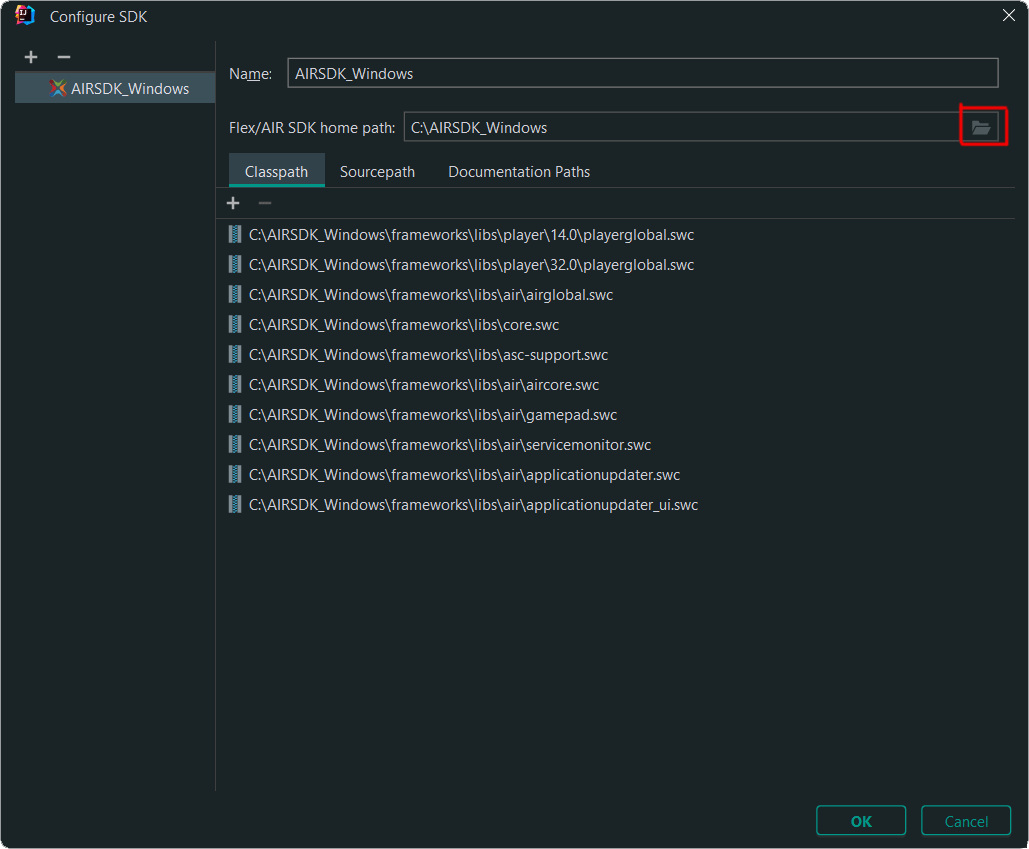 Configure SDK
AIRSDK_Windows
Name: AIRSDK_Windows
Flex/AIR SDK home path: C:\AIRSDK_Windows
Classpath Sourcepath Documentation Paths
C:\AIRSDK_Windows\frameworks\libs\player\14.0\playerglobal.swc
C:\AIRSDK_Windows\frameworks\libs\player\32.0\playerglobal.swc
C:\AIRSDK_Windows\frameworks\libs\air\airglobal.swc
C:\AIRSDK_Windows\frameworks\libs\core.swc
C:\AIRSDK_Windows\frameworks\libs\asc-support.swc
C:\AIRSDK_Windows\frameworks\libs\air\aircore.swc
C:\AIRSDK_Windows\frameworks\libs\air\gamepad.swc
C:\AIRSDK_Windows\frameworks\libs\air\servicemonitor.swc
C:\AIRSDK_Windows\frameworks\libs\air\applicationupdater.swc
C:\AIRSDK_Windows\frameworks\libs\air\applicationupdater_ui.swc
OK Cancel